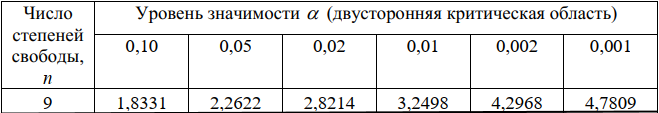 Число степеней свободы, n
Уровень значимости α (двусторонняя критическая область)
0,10 0,05 0,02 0,01 0,002 0,001
9 1,8331 2,2622 2,8214 3,2498 4,2968 4,7809